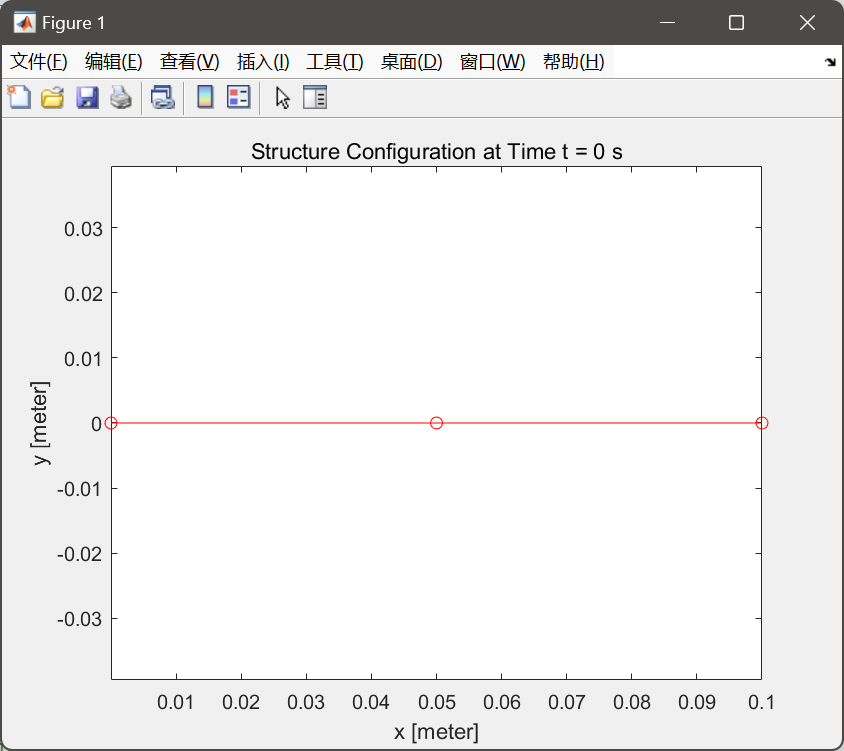 Figure 1
文件(F) 编辑(E) 查看(V) 插入(I) 工具(T) 桌面(D) 窗口(W) 帮助(H)
Structure Configuration at Time t = 0 s
0.03
0.02
0.01
0
-0.01
-0.02
-0.03
y [meter]
0.01 0.02 0.03 0.04 0.05 0.06 0.07 0.08 0.09 0.1
x [meter]